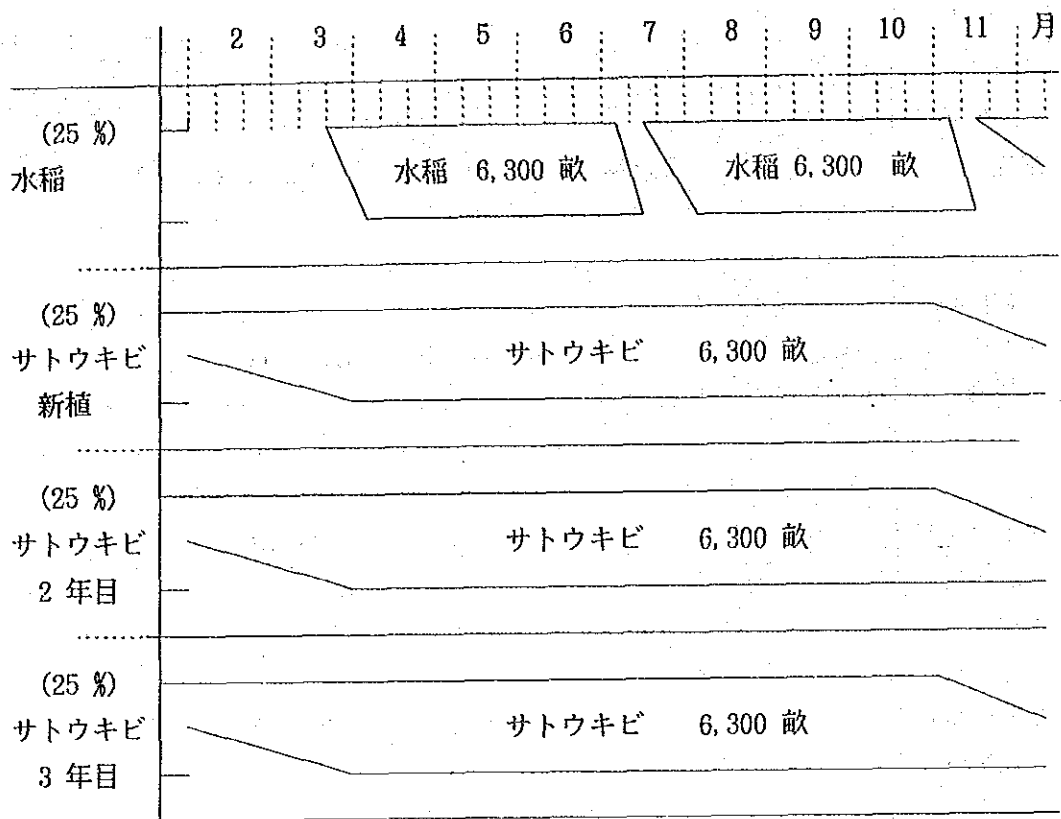 2 3 4 5 6 7 8 9 10 11 月
(25 %)
水稲
水稲 6,300 畝
水稲 6,300 畝
(25 %)
サトウキビ
新植
サトウキビ 6,300 畝
(25 %)
サトウキビ
2 年目
サトウキビ 6,300 畝
(25 %)
サトウキビ
3 年目
サトウキビ 6,300 畝